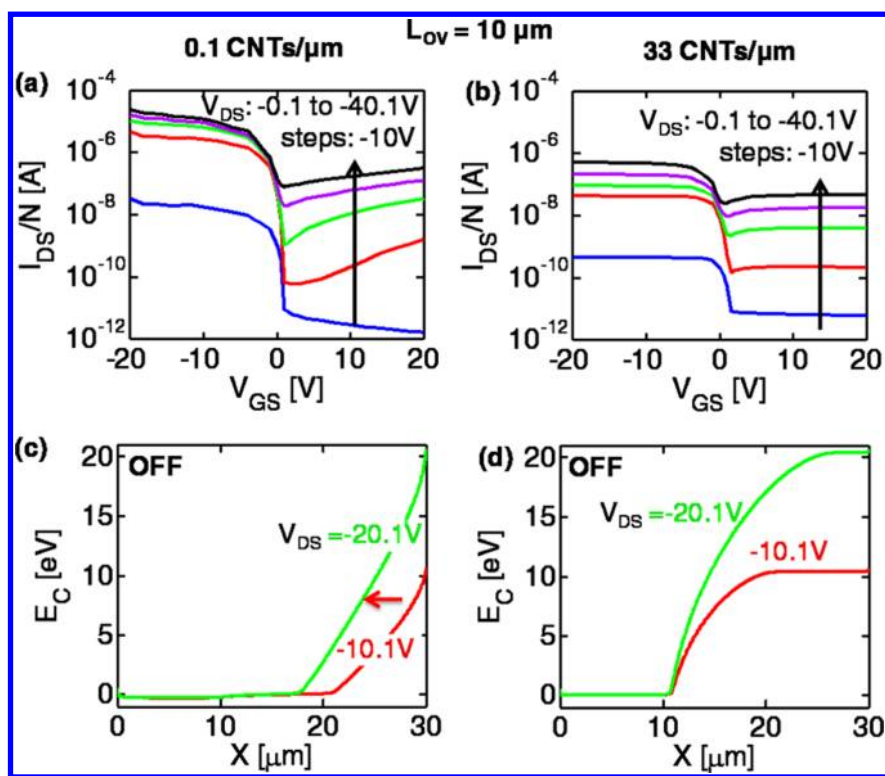 L_OV = 10 µm
0.1 CNTs/µm
33 CNTs/µm
(a)
V_DS: -0.1 to -40.1V
steps: -10V
I_DS/N [A]
10^-4
10^-6
10^-8
10^-10
10^-12
-20 -10 0 10 20
V_GS [V]
(b)
V_DS: -0.1 to -40.1V
steps: -10V
I_DS/N [A]
10^-4
10^-6
10^-8
10^-10
10^-12
-20 -10 0 10 20
V_GS [V]
(c)
OFF
V_DS =-20.1V
-10.1V
E_C [eV]
20
15
10
5
0
0 10 20 30
X [µm]
(d)
OFF
V_DS =-20.1V
-10.1V
E_C [eV]
20
15
10
5
0
0 10 20 30
X [µm]